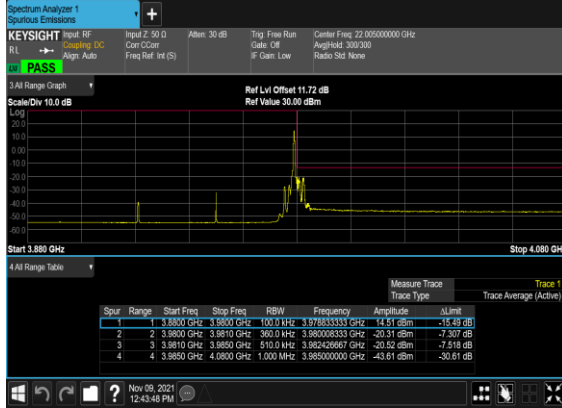 Spectrum Analyzer 1
Spurious Emissions
+
KEYSIGHT
RL
Input: RF
Coupling: DC
Align: Auto
Input Z: 50 Ω
Corr CCorr
Freq Ref: Int (S)
Atten: 30 dB
Trig: Free Run
Gate: Off
IF Gain: Low
Center Freq: 22.005000000 GHz
Avg|Hold: 300/300
Radio Std: None
PASS
3 All Range Graph
Scale/Div 10.0 dB
Ref Lvl Offset 11.72 dB
Ref Value 30.00 dBm
Log
20.0
10.0
0.00
-10.0
-20.0
-30.0
-40.0
-50.0
-60.0
Start 3.880 GHz
Stop 4.080 GH
4 All Range Table
Measure Trace Trace 1
Trace Type Trace Average (Active)
Spur Range Start Freq Stop Freq RBW Frequency Amplitude ΔLimit
1 1 3.8800 GHz 3.9800 GHz 100.0 kHz 3.978833333 GHz 14.51 dBm -15.49 dB
2 2 3.9800 GHz 3.9810 GHz 360.0 kHz 3.980008333 GHz -20.31 dBm -7.307 dB
3 3 3.9810 GHz 3.9850 GHz 510.0 kHz 3.982426667 GHz -20.52 dBm -7.518 dB
4 4 3.9850 GHz 4.0800 GHz 1.000 MHz 3.985000000 GHz -43.61 dBm -30.61 dB
?
Nov 09, 2021
12:43:48 PM